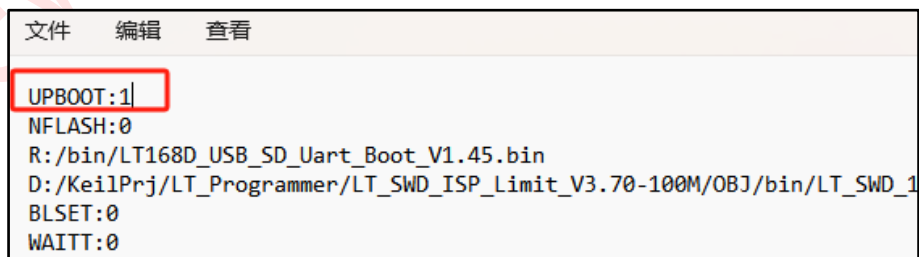 文件 编辑 查看
UPBOOT:1
NFLASH:0
R:/bin/LT168D_USB_SD_Uart_Boot_V1.45.bin
D:/KeilPrj/LT_Programmer/LT_SWD_ISP_Limit_V3.70-100M/OBJ/bin/LT_SWD_1
BLSET:0
WAITT:0